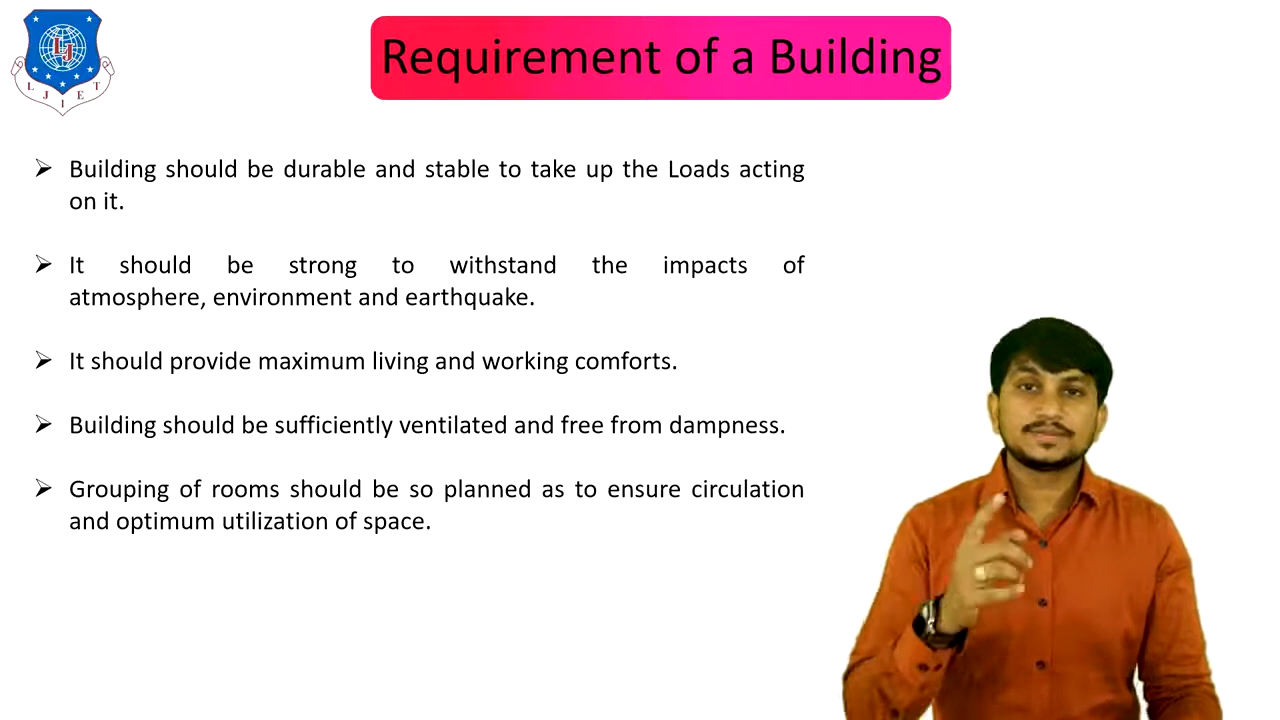 LJ
LJIET
Requirement of a Building
Building should be durable and stable to take up the Loads acting
on it.
It should be strong to withstand the impacts of
atmosphere, environment and earthquake.
It should provide maximum living and working comforts.
Building should be sufficiently ventilated and free from dampness.
Grouping of rooms should be so planned as to ensure circulation
and optimum utilization of space.